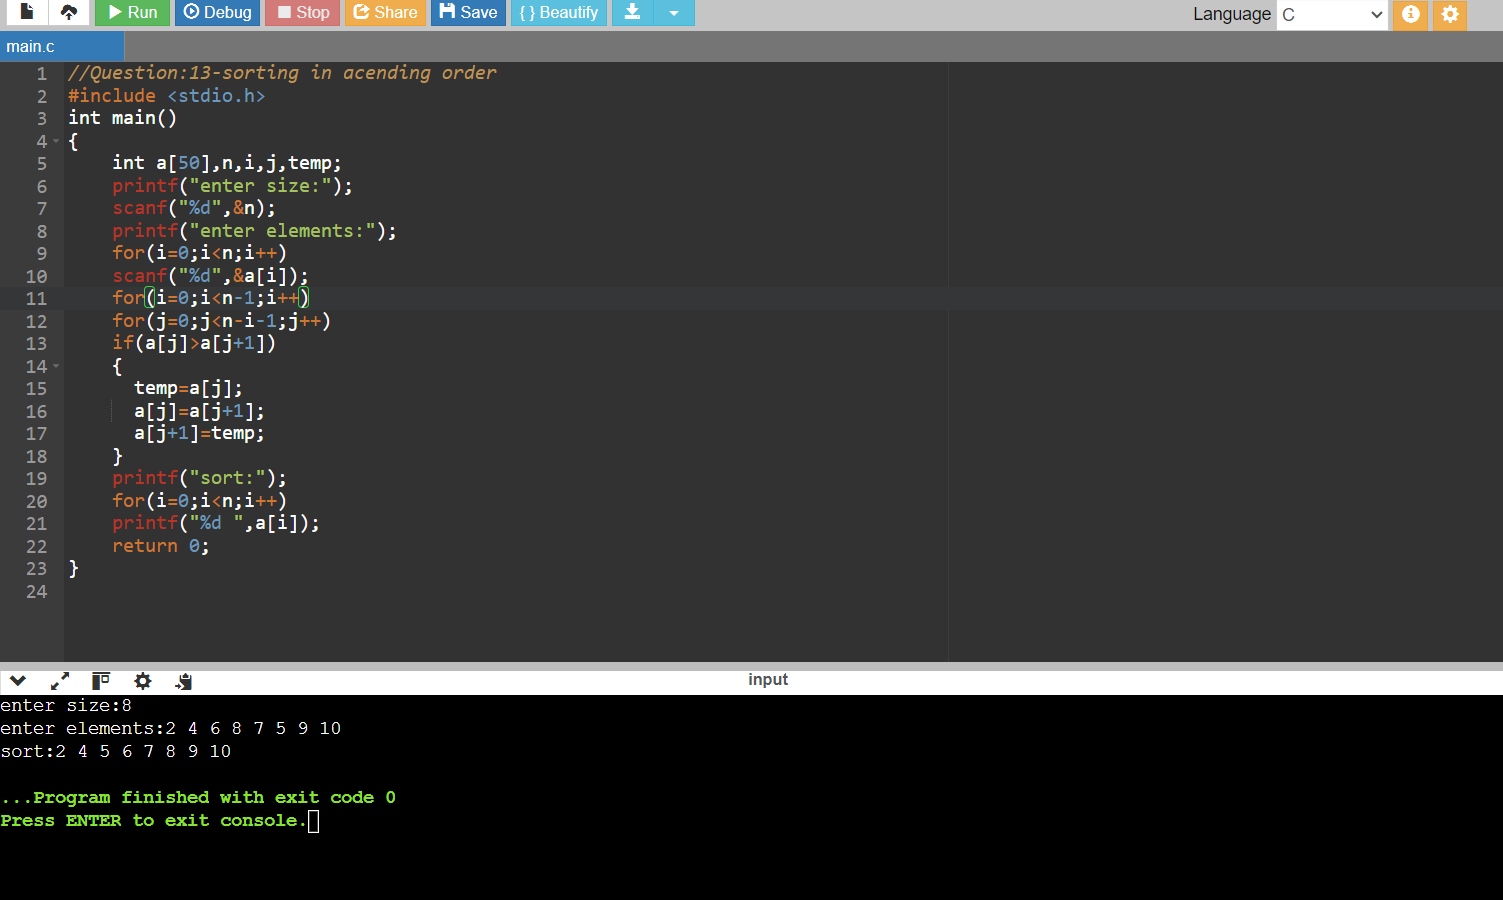 Run Debug Stop Share Save { } Beautify Language C
main.c
1 //Question:13-sorting in acending order
2 #include <stdio.h>
3 int main()
4 {
5     int a[50],n,i,j,temp;
6     printf("enter size:");
7     scanf("%d",&n);
8     printf("enter elements:");
9     for(i=0;i<n;i++)
10     scanf("%d",&a[i]);
11     for(i=0;i<n-1;i++)
12     for(j=0;j<n-i-1;j++)
13     if(a[j]>a[j+1])
14     {
15       temp=a[j];
16       a[j]=a[j+1];
17       a[j+1]=temp;
18     }
19     printf("sort:");
20     for(i=0;i<n;i++)
21     printf("%d ",a[i]);
22     return 0;
23 }
24
input
enter size:8
enter elements:2 4 6 8 7 5 9 10
sort:2 4 5 6 7 8 9 10
...Program finished with exit code 0
Press ENTER to exit console.